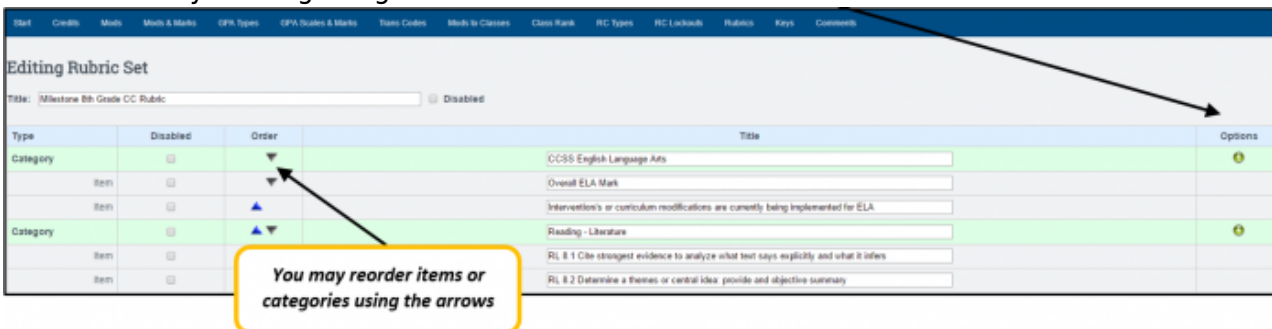 Start Credits Mods Mods & Marks GPA Types GPA Scales & Marks Trans Codes Mods to Classes Class Rank RC Types RC Lockouts Rubrics Keys Comments
Editing Rubric Set
Title: Milestone 8th Grade CC Rubric Disabled
Type Disabled Order Title Options
Category CCSS English Language Arts
Item Overall ELA Mark
Item Intervention's or curriculum modifications are currently being implemented for ELA
Category Reading - Literature
Item RL 8.1 Cite strongest evidence to analyze what text says explicitly and what it infers
Item RL 8.2 Determine a themes or central idea: provide and objective summary
You may reorder items or
categories using the arrows